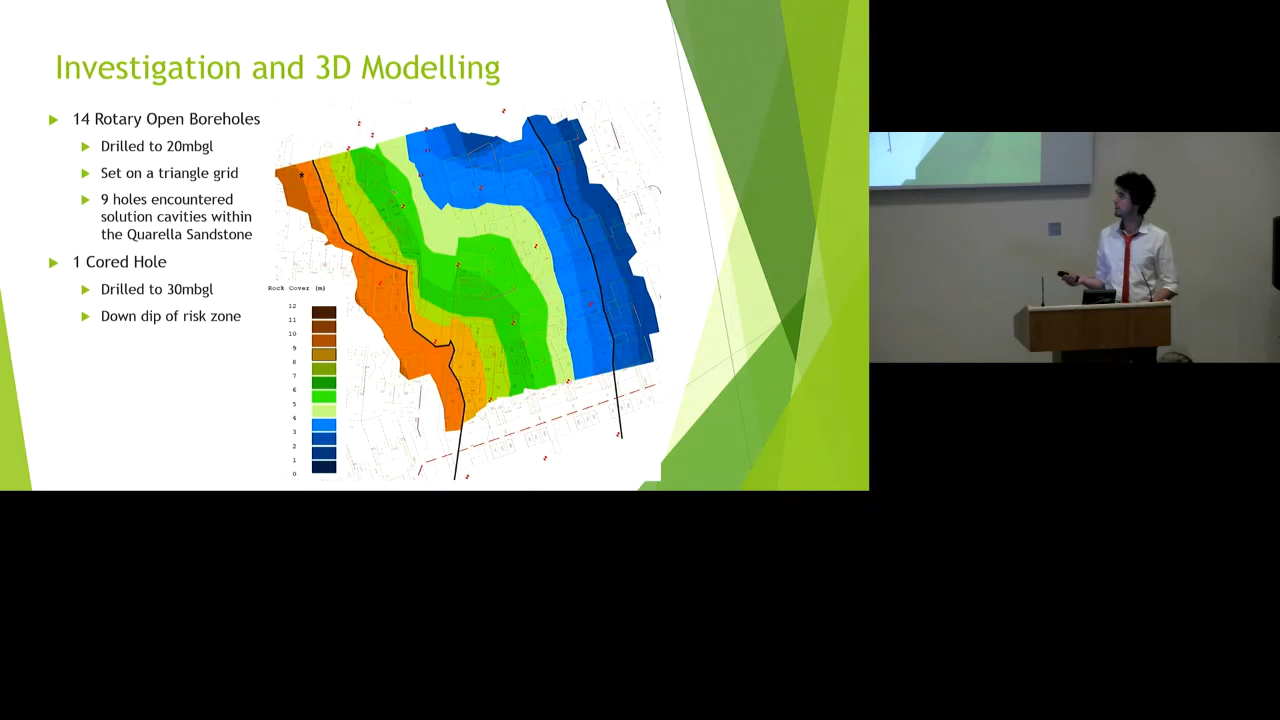 Investigation and 3D Modelling
14 Rotary Open Boreholes
Drilled to 20mbgl
Set on a triangle grid
9 holes encountered
solution cavities within
the Quarella Sandstone
1 Cored Hole
Drilled to 30mbgl
Down dip of risk zone
Rock Cover (m)
12
11
10
9
8
7
6
5
4
3
2
1
0